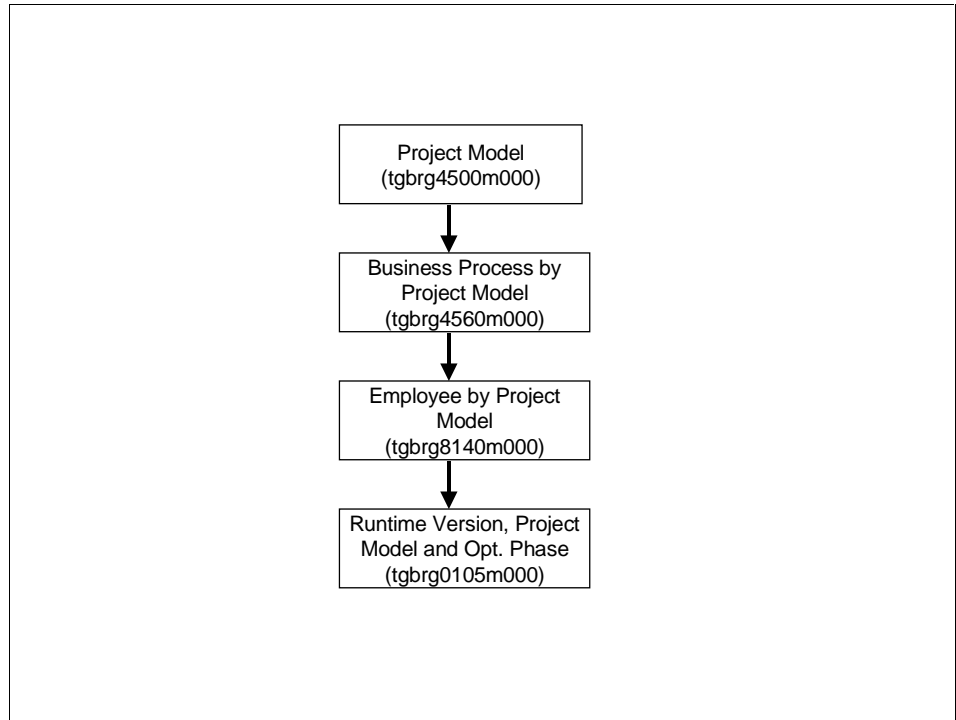 Project Model
(tgbrg4500m000)
Business Process by
Project Model
(tgbrg4560m000)
Employee by Project
Model
(tgbrg8140m000)
Runtime Version, Project
Model and Opt. Phase
(tgbrg0105m000)